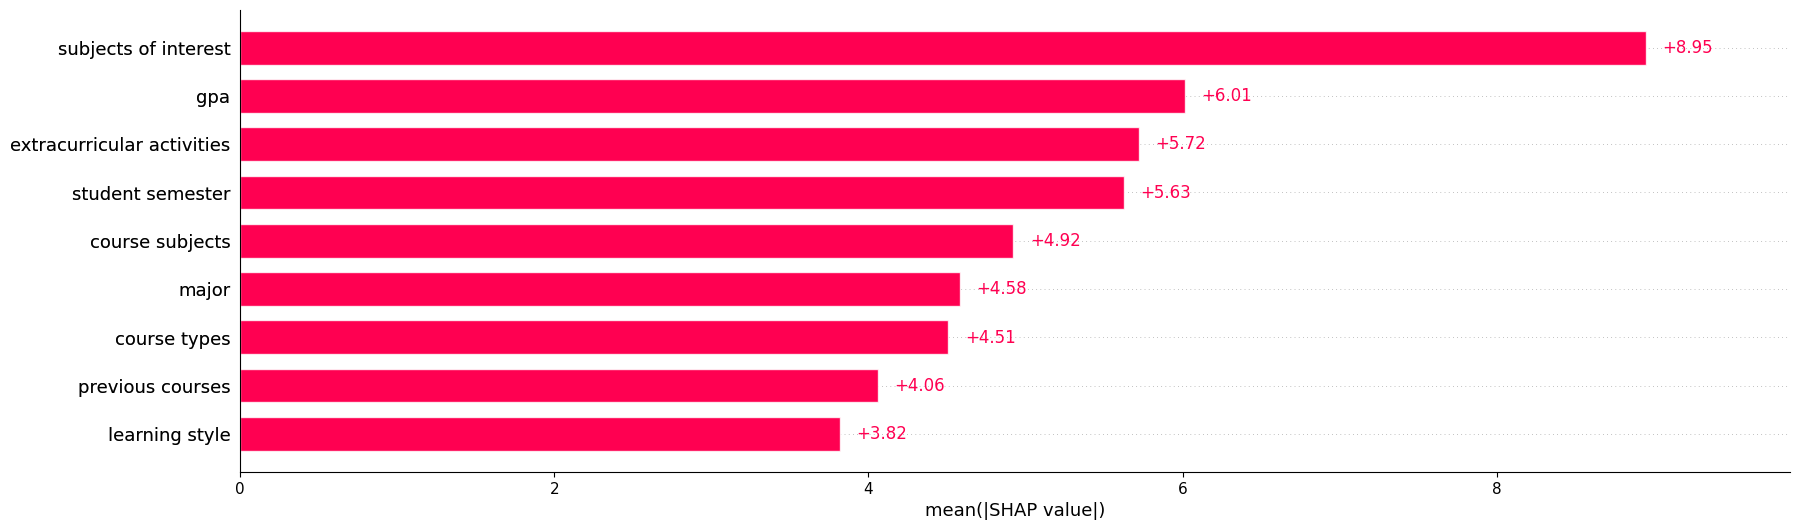 subjects of interest +8.95
gpa +6.01
extracurricular activities +5.72
student semester +5.63
course subjects +4.92
major +4.58
course types +4.51
previous courses +4.06
learning style +3.82
0 2 4 6 8
mean(|SHAP value|)